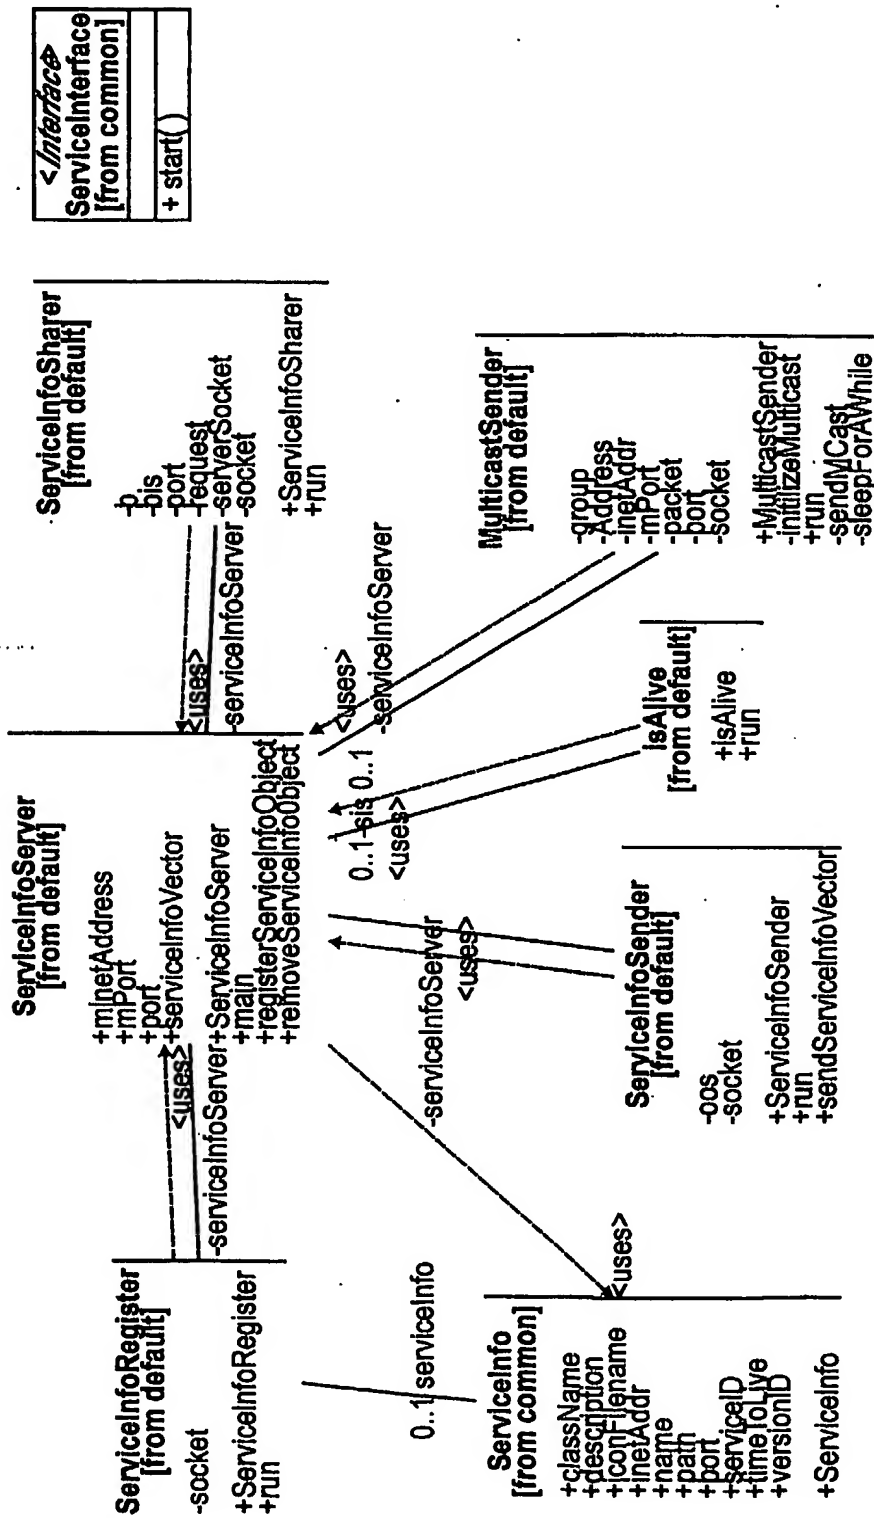 ServiceInfoRegister
[from default]
-socket
+ServiceInfoRegister
+run
<uses>
-serviceInfoServer
ServiceInfoServer
[from default]
+mInetAddress
+mPort
+port
+serviceInfoVector
+ServiceInfoServer
+main
+registerServiceInfoObject
+removeServiceInfoObject
<uses>
-serviceInfoServer
ServiceInfoSharer
[from default]
-b
-bis
-port
-request
-serverSocket
-socket
+ServiceInfoSharer
+run
<Interface>
ServiceInterface
[from common]
+ start( )
0..1 serviceInfo
-serviceInfoServer
<uses>
0..1-sis 0..1
<uses>
<uses>
-serviceInfoServer
ServiceInfo
[from common]
+className
+description
+iconFilename
+inetAddr
+name
+path
+port
+serviceID
+timeToLive
+versionID
+ServiceInfo
<uses>
ServiceInfoSender
[from default]
-oos
-socket
+ServiceInfoSender
+run
+sendServiceInfoVector
isAlive
[from default]
+isAlive
+run
MulticastSender
[from default]
-group
-Address
-inetAddr
-mPort
-packet
-port
-socket
+MulticastSender
-initilizeMulticast
+run
-sendMCast
-sleepForAWhile